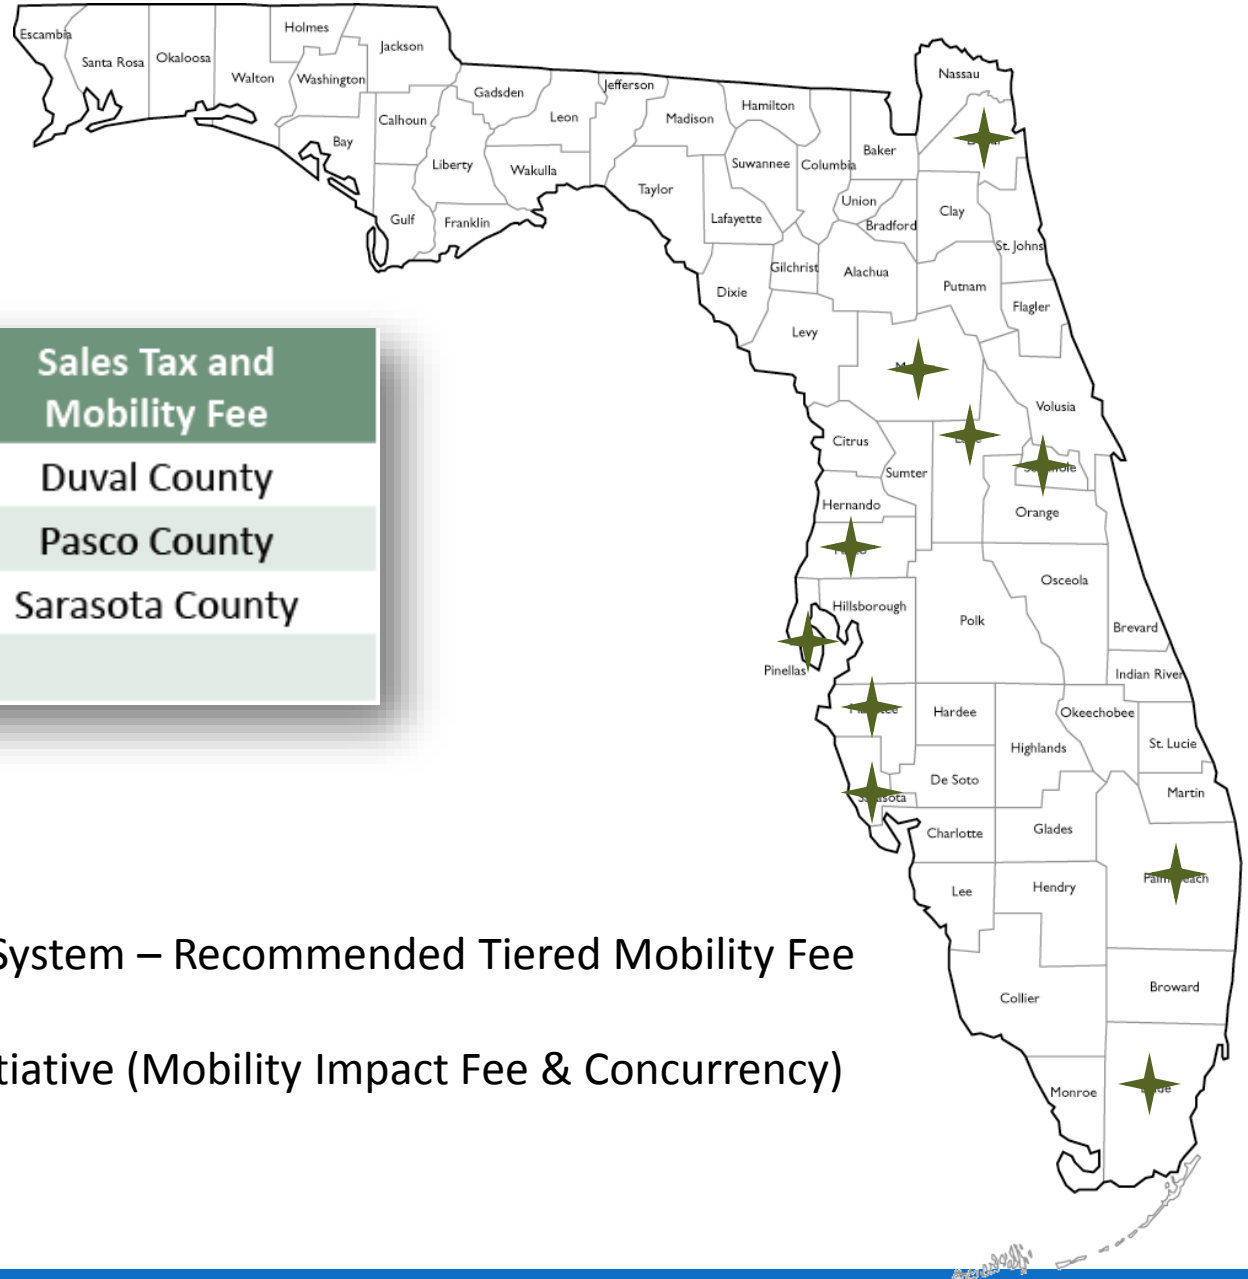 Escambia
Santa Rosa
Okaloosa
Walton
Holmes
Washington
Jackson
Bay
Calhoun
Gulf
Liberty
Franklin
Gadsden
Leon
Wakulla
Jefferson
Madison
Taylor
Hamilton
Suwannee
Lafayette
Columbia
Baker
Nassau
Union
Bradford
Clay
St. Johns
Dixie
Gilchrist
Alachua
Putnam
Flagler
Levy
Volusia
Citrus
Sumter
Hernando
Orange
Hillsborough
Pinellas
Polk
Osceola
Brevard
Indian River
Hardee
Highlands
Okeechobee
St. Lucie
De Soto
Martin
Charlotte
Glades
Lee
Hendry
Collier
Broward
Monroe
Sales Tax and
Mobility Fee
Duval County
Pasco County
Sarasota County
System – Recommended Tiered Mobility Fee
tiative (Mobility Impact Fee & Concurrency)